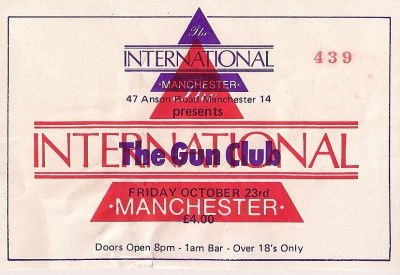 The
INTERNATIONAL
439
·MANCHESTER·
47 Anson Road Manchester 14
The
presents
INTERNATIONAL
The Gun Club
FRIDAY OCTOBER 23rd
·MANCHESTER·
£4.00
Doors Open 8pm - 1am Bar - Over 18's Only